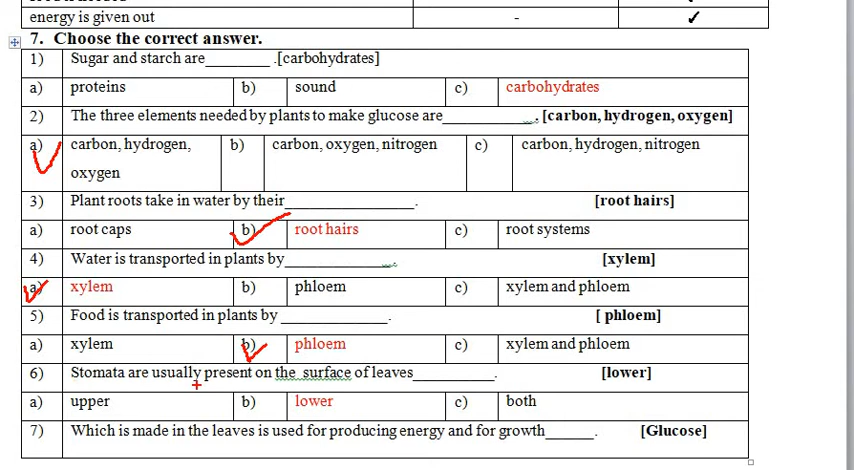 energy is given out - ✓
7. Choose the correct answer.
1) Sugar and starch are________ .[carbohydrates]
a) proteins b) sound c) carbohydrates
2) The three elements needed by plants to make glucose are____________. [carbon, hydrogen, oxygen]
a) carbon, hydrogen, b) carbon, oxygen, nitrogen c) carbon, hydrogen, nitrogen
oxygen
3) Plant roots take in water by their________________. [root hairs]
a) root caps b) root hairs c) root systems
4) Water is transported in plants by______________. [xylem]
a) xylem b) phloem c) xylem and phloem
5) Food is transported in plants by _____________. [ phloem]
a) xylem b) phloem c) xylem and phloem
6) Stomata are usually present on the surface of leaves__________. [lower]
a) upper b) lower c) both
7) Which is made in the leaves is used for producing energy and for growth______. [Glucose]